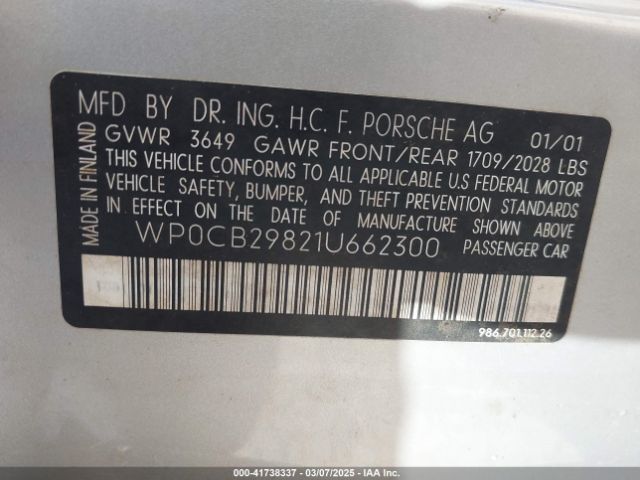 MFD BY DR. ING. H.C. F. PORSCHE AG 01/01
GVWR 3649 GAWR FRONT/REAR 1709/2028 LBS
THIS VEHICLE CONFORMS TO ALL APPLICABLE U.S FEDERAL MOTOR
VEHICLE SAFETY, BUMPER, AND THEFT PREVENTION STANDARDS
IN EFFECT ON THE DATE OF MANUFACTURE SHOWN ABOVE
WP0CB29821U662300 PASSENGER CAR
MADE IN FINLAND
986.701.112.26
000-41738337 - 03/07/2025 - IAA Inc.